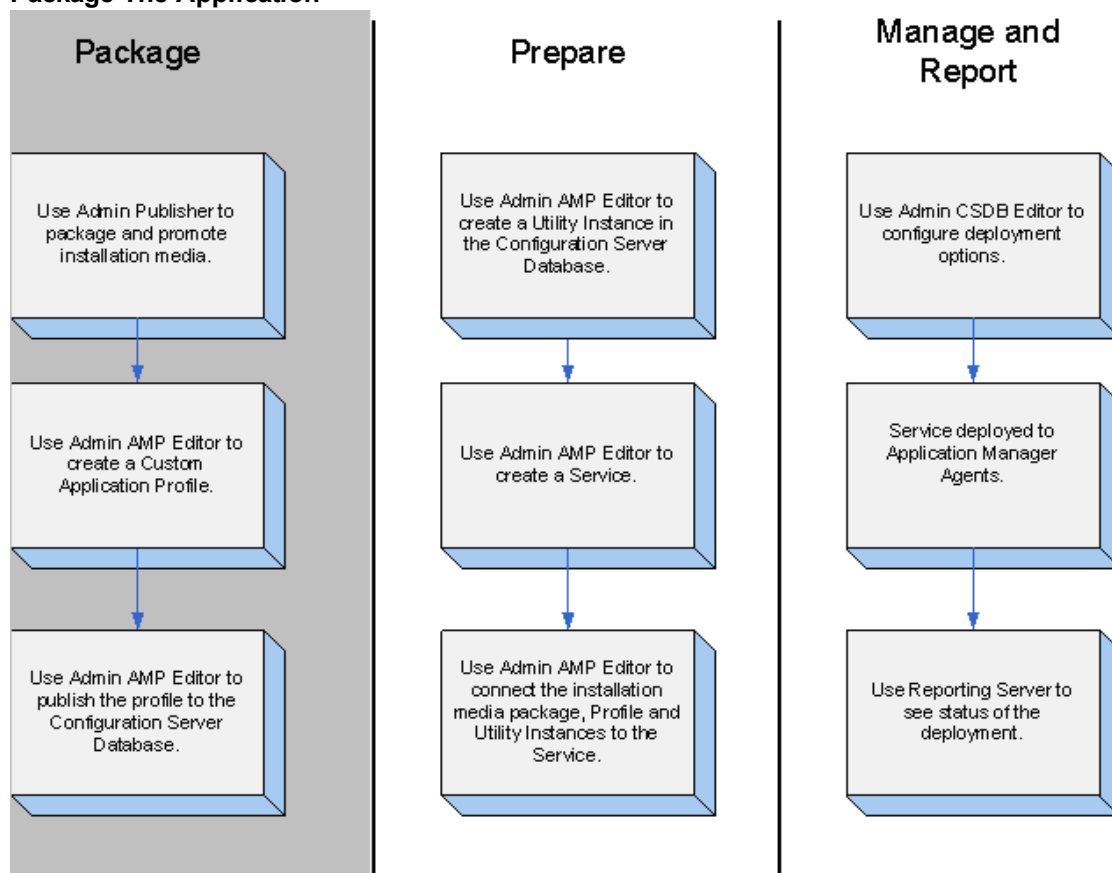 Package The Application
Package
Use Admin Publisher to
package and promote
installation media.
Use Admin AMP Editor to
create a Custom
Application Profile.
Use Admin AMP Editor to
publish the profile to the
Configuration Server
Database.
Prepare
Use Admin AMP Editor to
create a Utility Instance in
the Configuration Server
Database.
Use Admin AMP Editor to
create a Service.
Use Admin AMP Editor to
connect the installation
media package, Profile and
Utility Instances to the
Service.
Manage and
Report
Use Admin CSDB Editor to
configure deployment
options.
Service deployed to
Application Manager
Agents.
Use Reporting Server to
see status of the
deployment.